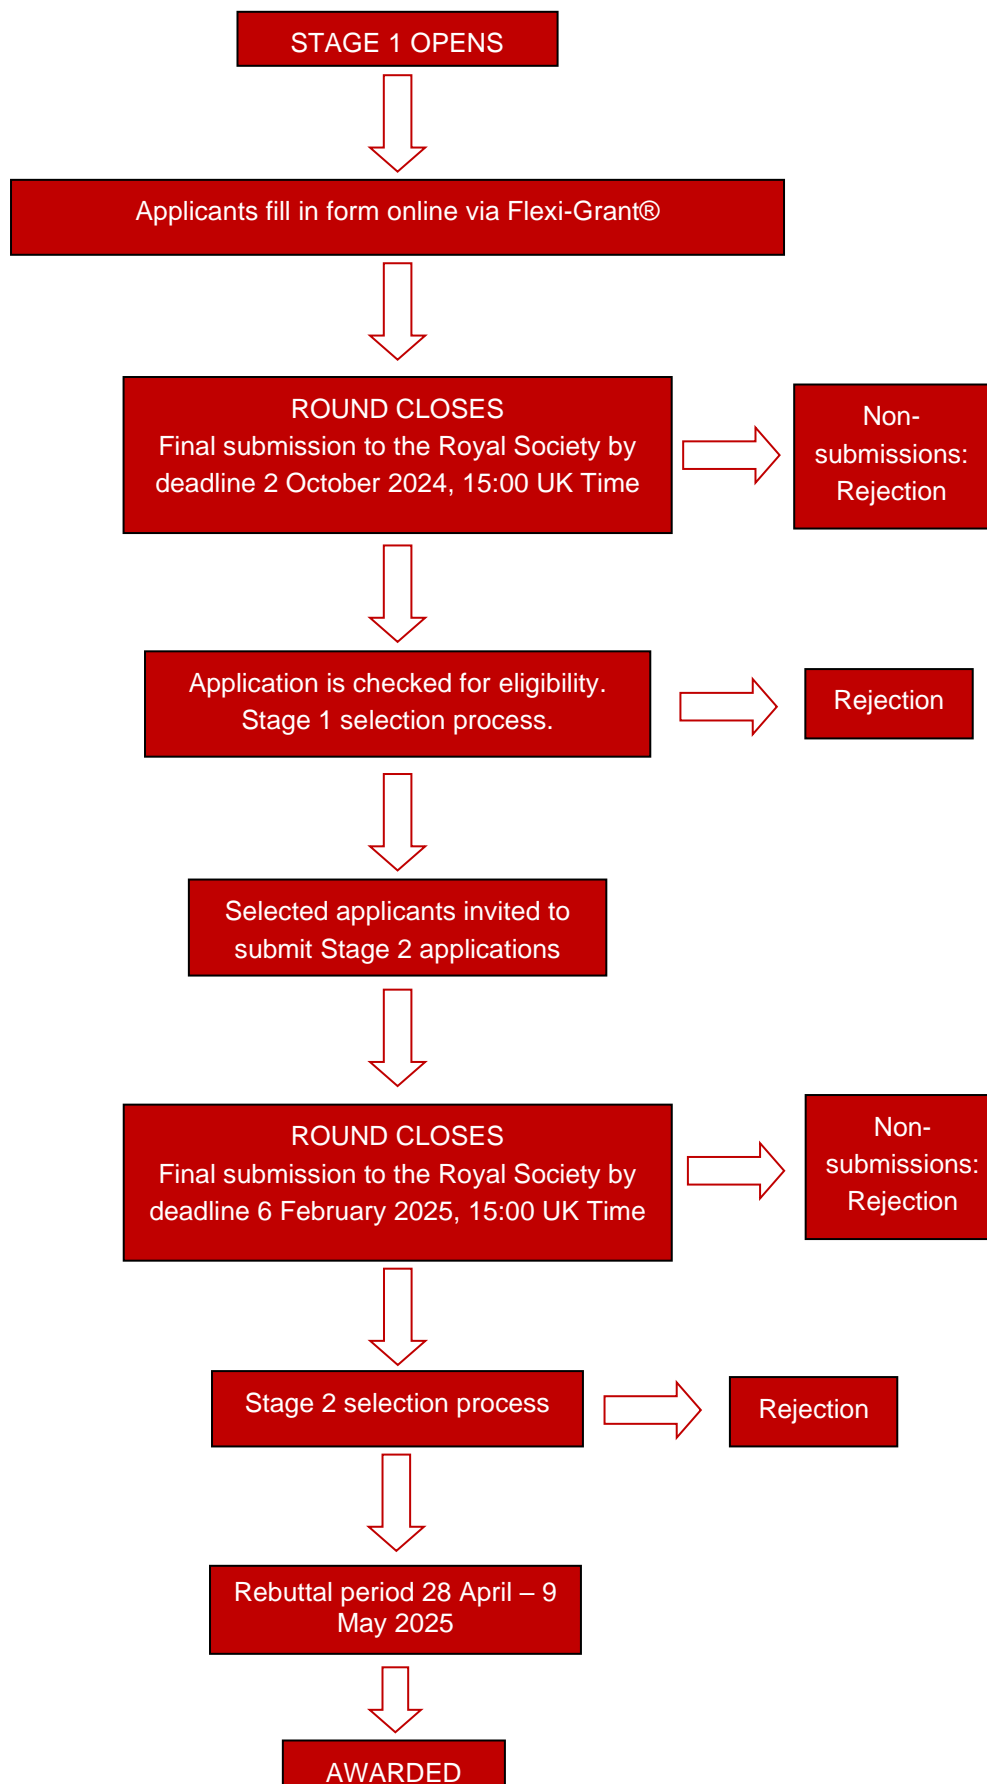 STAGE 1 OPENS
Applicants fill in form online via Flexi-Grant®
ROUND CLOSES
Final submission to the Royal Society by
deadline 2 October 2024, 15:00 UK Time
Non-
submissions:
Rejection
Application is checked for eligibility.
Stage 1 selection process.
Rejection
Selected applicants invited to
submit Stage 2 applications
ROUND CLOSES
Final submission to the Royal Society by
deadline 6 February 2025, 15:00 UK Time
Non-
submissions:
Rejection
Stage 2 selection process
Rejection
Rebuttal period 28 April – 9
May 2025
AWARDED